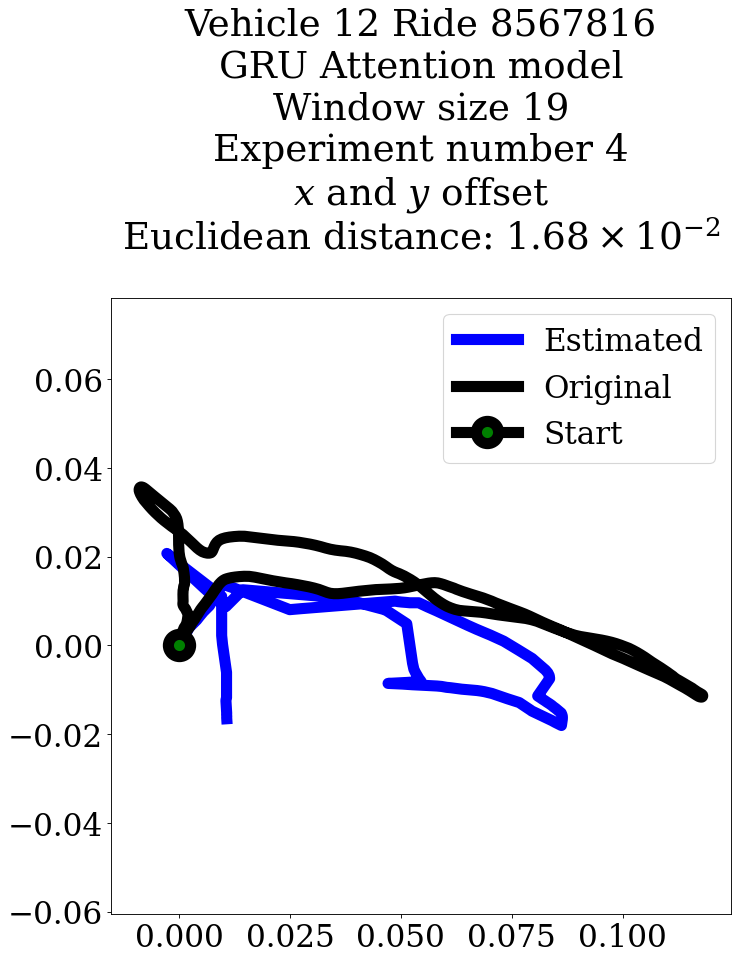 Vehicle 12 Ride 8567816
GRU Attention model
Window size 19
Experiment number 4
x and y offset
Euclidean distance: 1.68 × 10⁻²
Estimated
Original
Start
0.06
0.04
0.02
0.00
−0.02
−0.04
−0.06
0.000 0.025 0.050 0.075 0.100